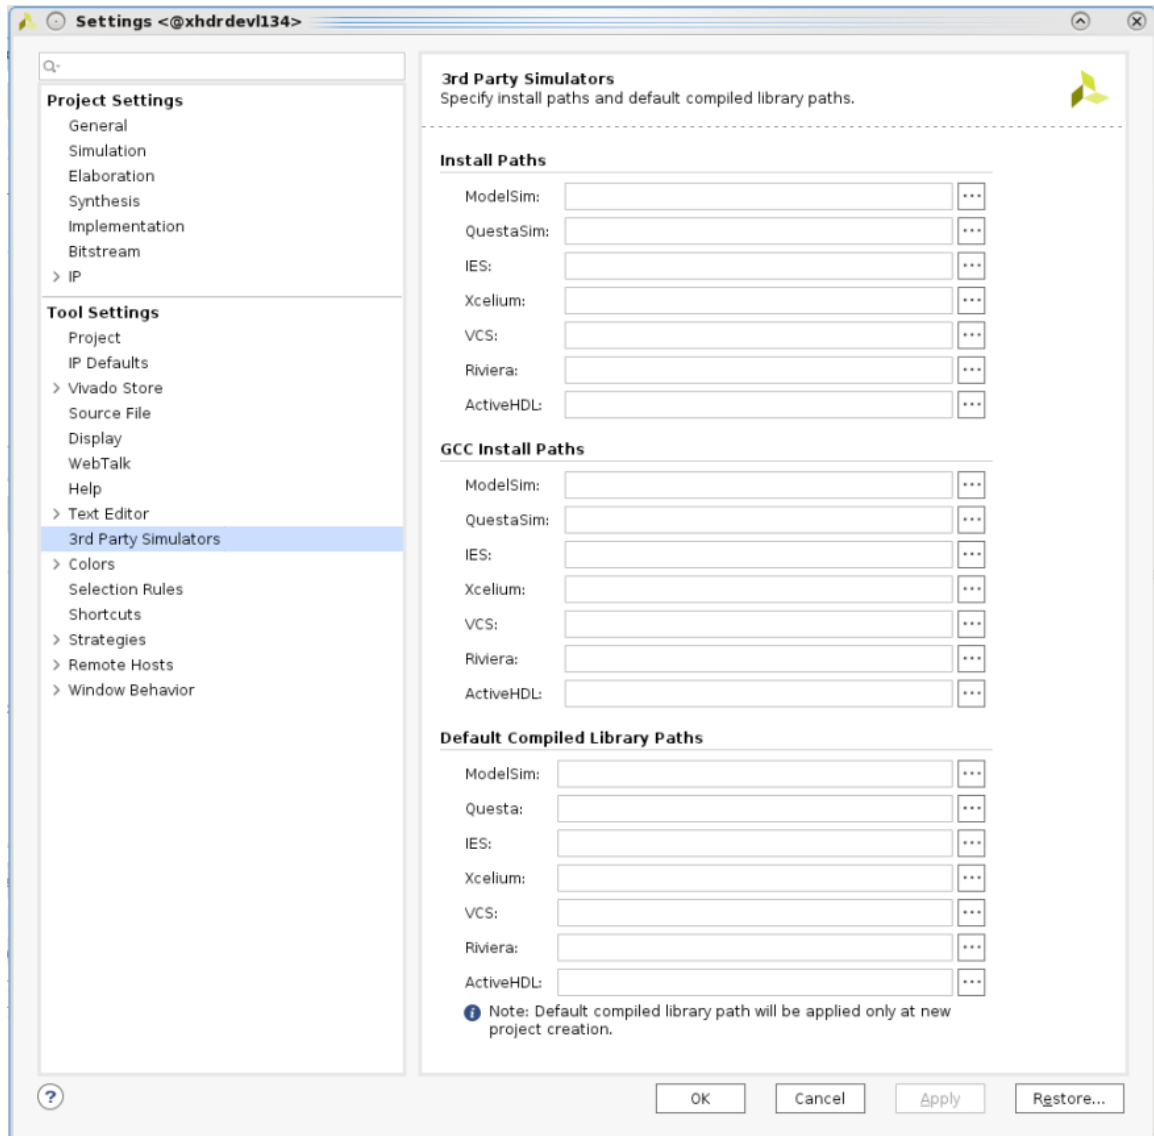 Settings <@xhdrdevl134>
Project Settings
General
Simulation
Elaboration
Synthesis
Implementation
Bitstream
> IP
Tool Settings
Project
IP Defaults
> Vivado Store
Source File
Display
WebTalk
Help
> Text Editor
3rd Party Simulators
> Colors
Selection Rules
Shortcuts
> Strategies
> Remote Hosts
> Window Behavior
3rd Party Simulators
Specify install paths and default compiled library paths.
Install Paths
ModelSim: ...
QuestaSim: ...
IES: ...
Xcelium: ...
VCS: ...
Riviera: ...
ActiveHDL: ...
GCC Install Paths
ModelSim: ...
QuestaSim: ...
IES: ...
Xcelium: ...
VCS: ...
Riviera: ...
ActiveHDL: ...
Default Compiled Library Paths
ModelSim: ...
Questa: ...
IES: ...
Xcelium: ...
VCS: ...
Riviera: ...
ActiveHDL: ...
Note: Default compiled library path will be applied only at new
project creation.
? OK Cancel Apply Restore...